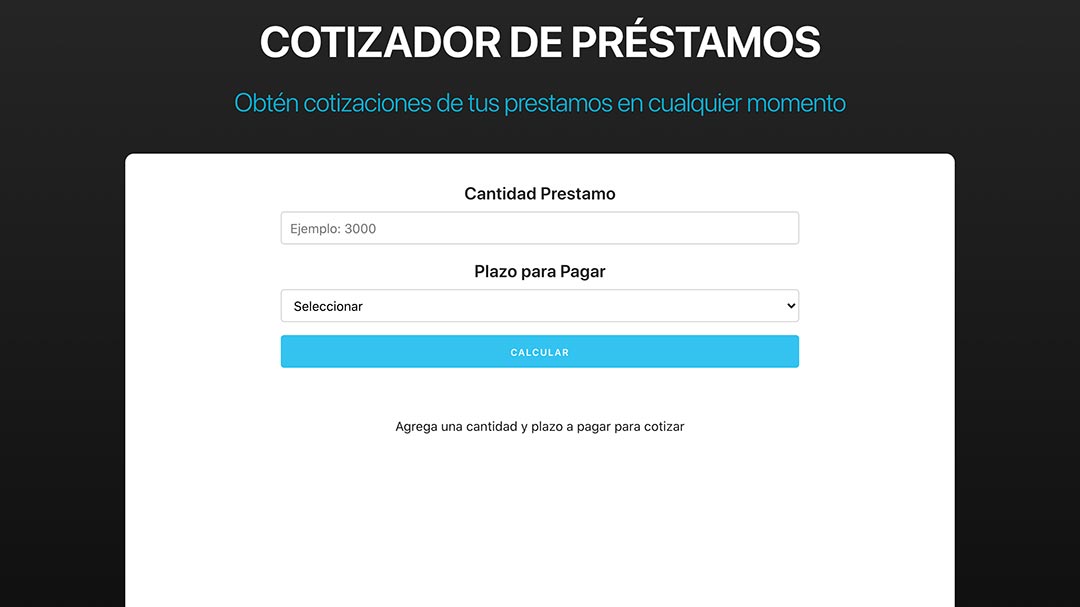 COTIZADOR DE PRÉSTAMOS
Obtén cotizaciones de tus prestamos en cualquier momento
Cantidad Prestamo
Ejemplo: 3000
Plazo para Pagar
Seleccionar
CALCULAR
Agrega una cantidad y plazo a pagar para cotizar